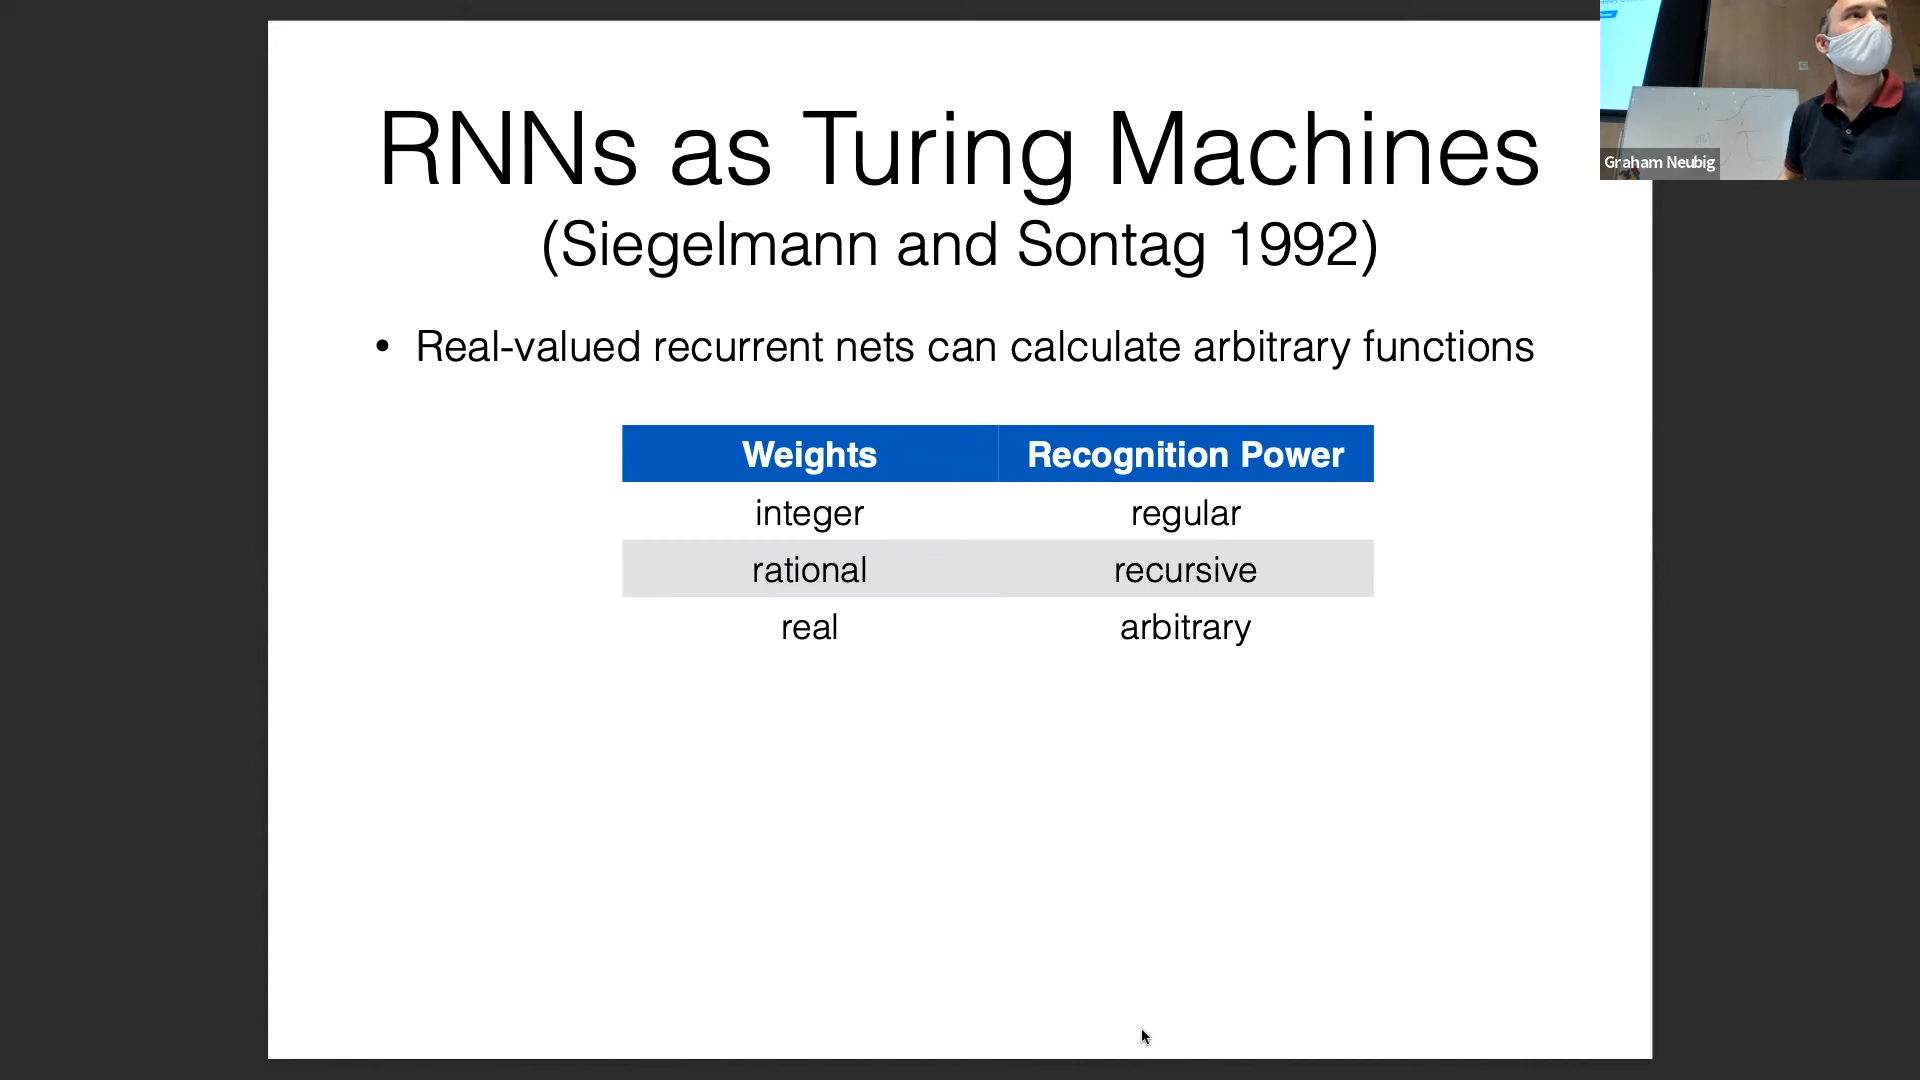 RNNs as Turing Machines
(Siegelmann and Sontag 1992)
• Real-valued recurrent nets can calculate arbitrary functions
Weights Recognition Power
integer regular
rational recursive
real arbitrary
Graham Neubig